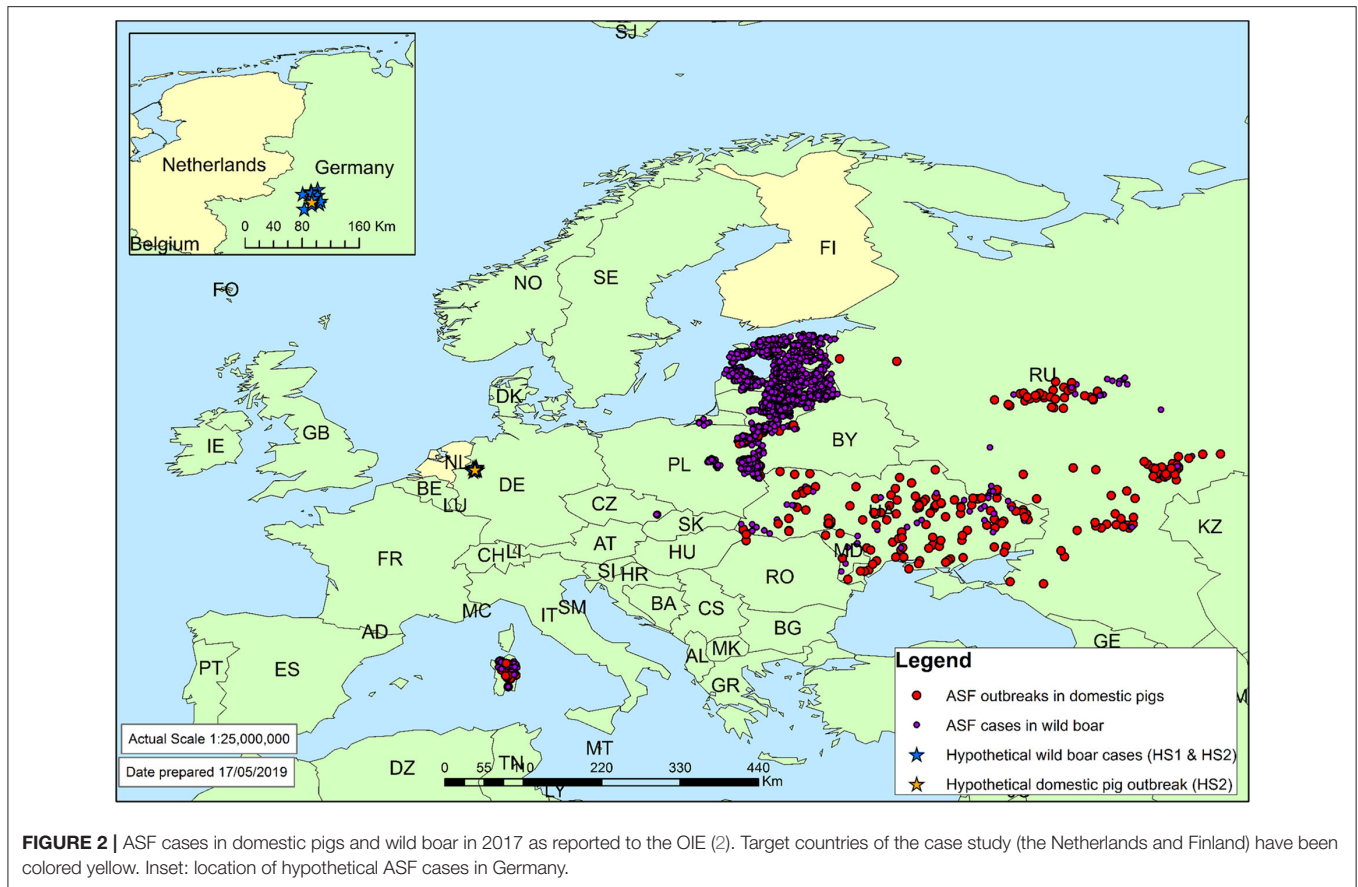 SJ
Netherlands
Germany
0 40 80 160 Km
Belgium
FO
NO
SE
FI
RU
DK
IE
GB
BY
NL
PL
BE
DE
LU
CZ
UA
SK
KZ
FR
CH
LI
AT
HU
MD
SI
HR
RO
MC
IT
SM
BA
CS
BG
AD
GE
PT
ES
AL
MK
GR
Legend
ASF outbreaks in domestic pigs
ASF cases in wild boar
Hypothetical wild boar cases (HS1 & HS2)
Hypothetical domestic pig outbreak (HS2)
Actual Scale 1:25,000,000
Date prepared 17/05/2019
DZ
TN
MT
LY
0 55 110 220 330 440
Km
FIGURE 2 | ASF cases in domestic pigs and wild boar in 2017 as reported to the OIE (2). Target countries of the case study (the Netherlands and Finland) have been
colored yellow. Inset: location of hypothetical ASF cases in Germany.